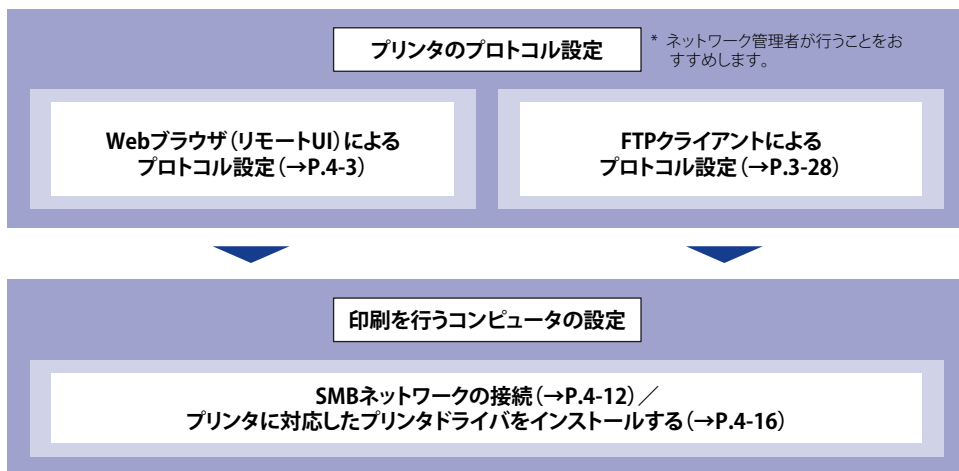 プリンタのプロトコル設定
* ネットワーク管理者が行うことをお
すすめします。
Webブラウザ（リモートUI）による
プロトコル設定（→P.4-3）
FTPクライアントによる
プロトコル設定（→P.3-28）
印刷を行うコンピュータの設定
SMBネットワークの接続（→P.4-12）／
プリンタに対応したプリンタドライバをインストールする（→P.4-16）